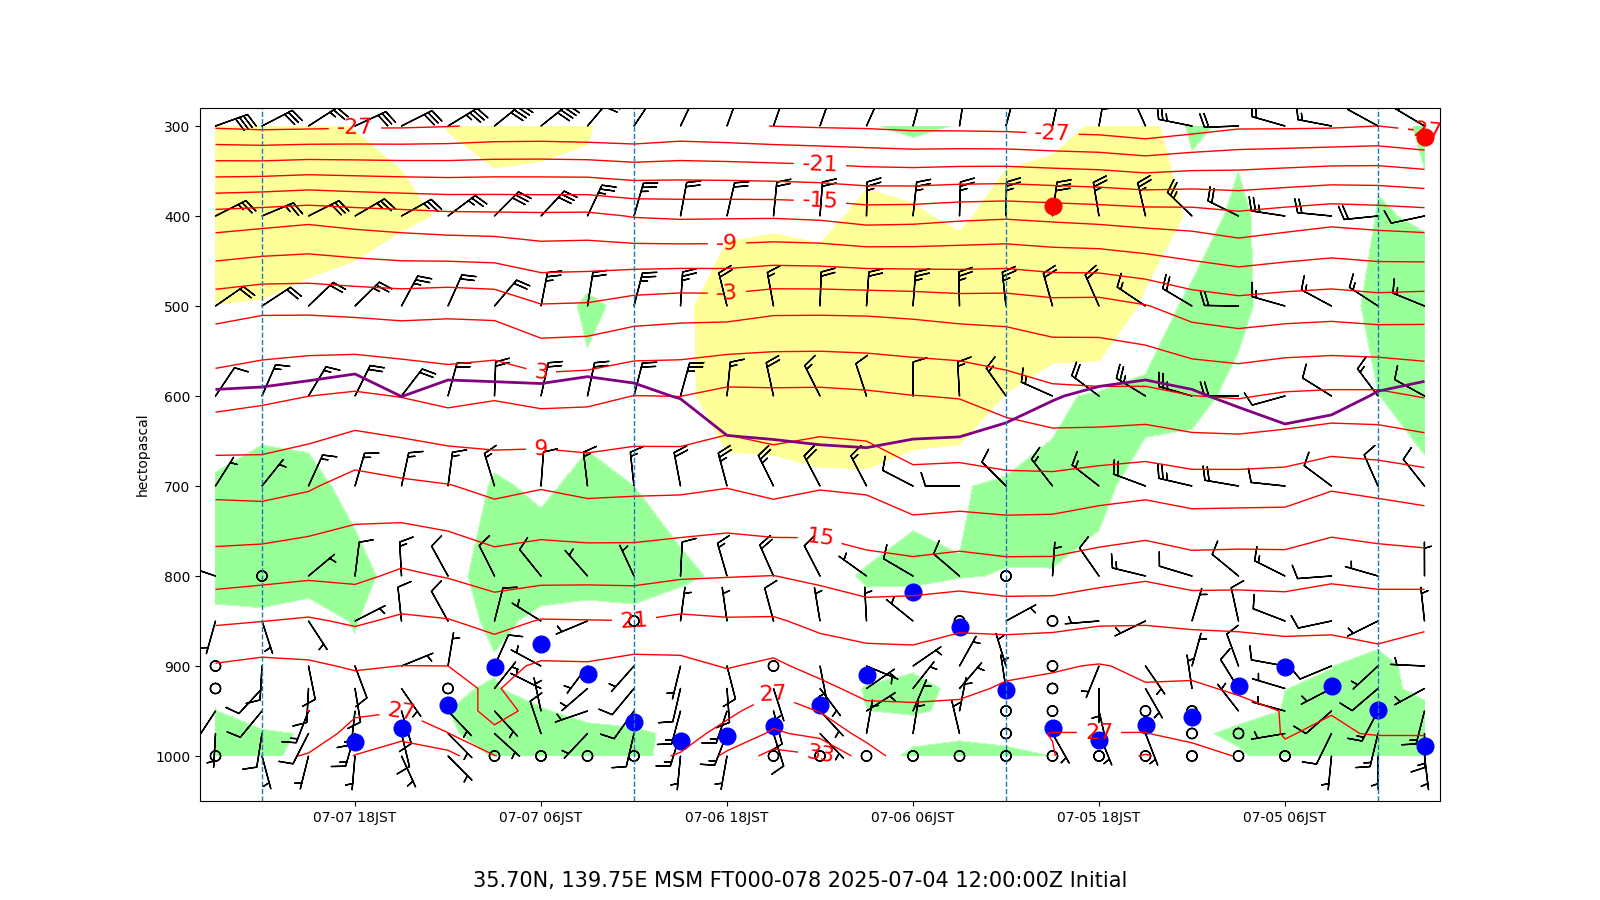 300
400
500
600
700
800
900
1000
hectopascal
-27
-27
-27
-21
-15
-9
-3
3
9
15
21
27
27
27
33
07-07 18JST
07-07 06JST
07-06 18JST
07-06 06JST
07-05 18JST
07-05 06JST
35.70N, 139.75E MSM FT000-078 2025-07-04 12:00:00Z Initial